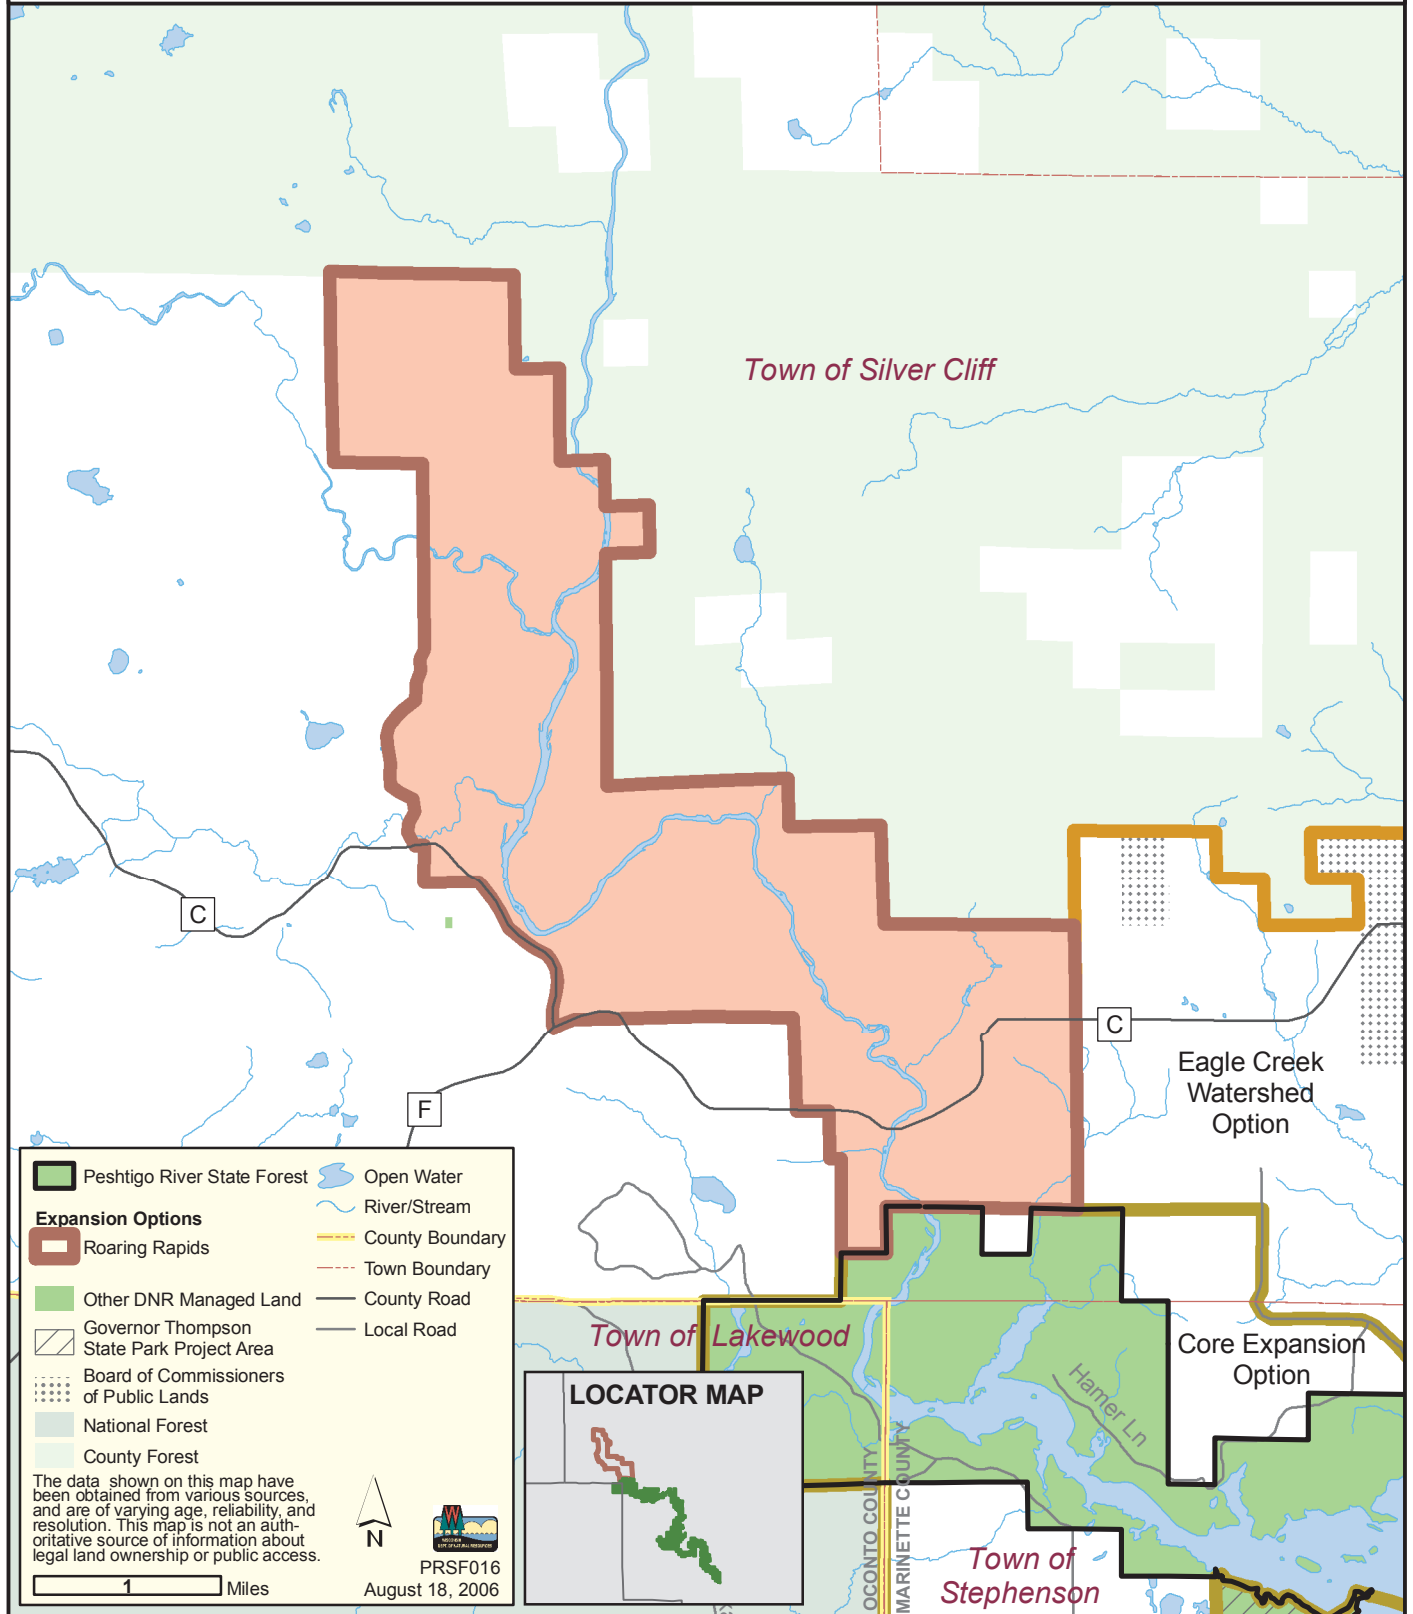 Town of Silver Cliff
C
C
Eagle Creek
Watershed
Option
F
Peshtigo River State Forest
Expansion Options
Roaring Rapids
Other DNR Managed Land
Governor Thompson
State Park Project Area
Board of Commissioners
of Public Lands
National Forest
County Forest
Open Water
River/Stream
County Boundary
Town Boundary
County Road
Local Road
The data shown on this map have
been obtained from various sources,
and are of varying age, reliability, and
resolution. This map is not an auth-
oritative source of information about
legal land ownership or public access.
1 Miles
N
W
WISCONSIN
DEPT. OF NATURAL RESOURCES
PRSF016
August 18, 2006
Town of Lakewood
LOCATOR MAP
Core Expansion
Option
Hamer Ln
OCONTO COUNTY
MARINETTE COUNTY
Town of
Stephenson